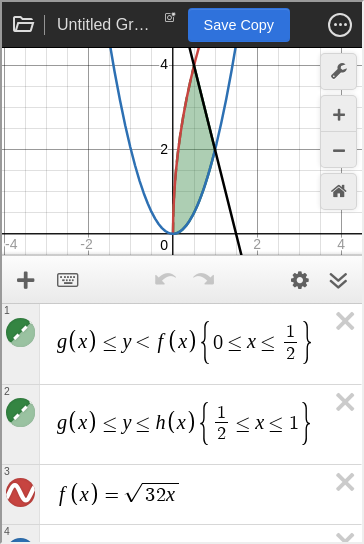 Untitled Gr...
Save Copy
4
2
-4
-2
0
2
4
1
g(x) ≤ y < f(x) {0 ≤ x ≤ 1/2}
2
g(x) ≤ y ≤ h(x) {1/2 ≤ x ≤ 1}
3
f(x) = √32x
4